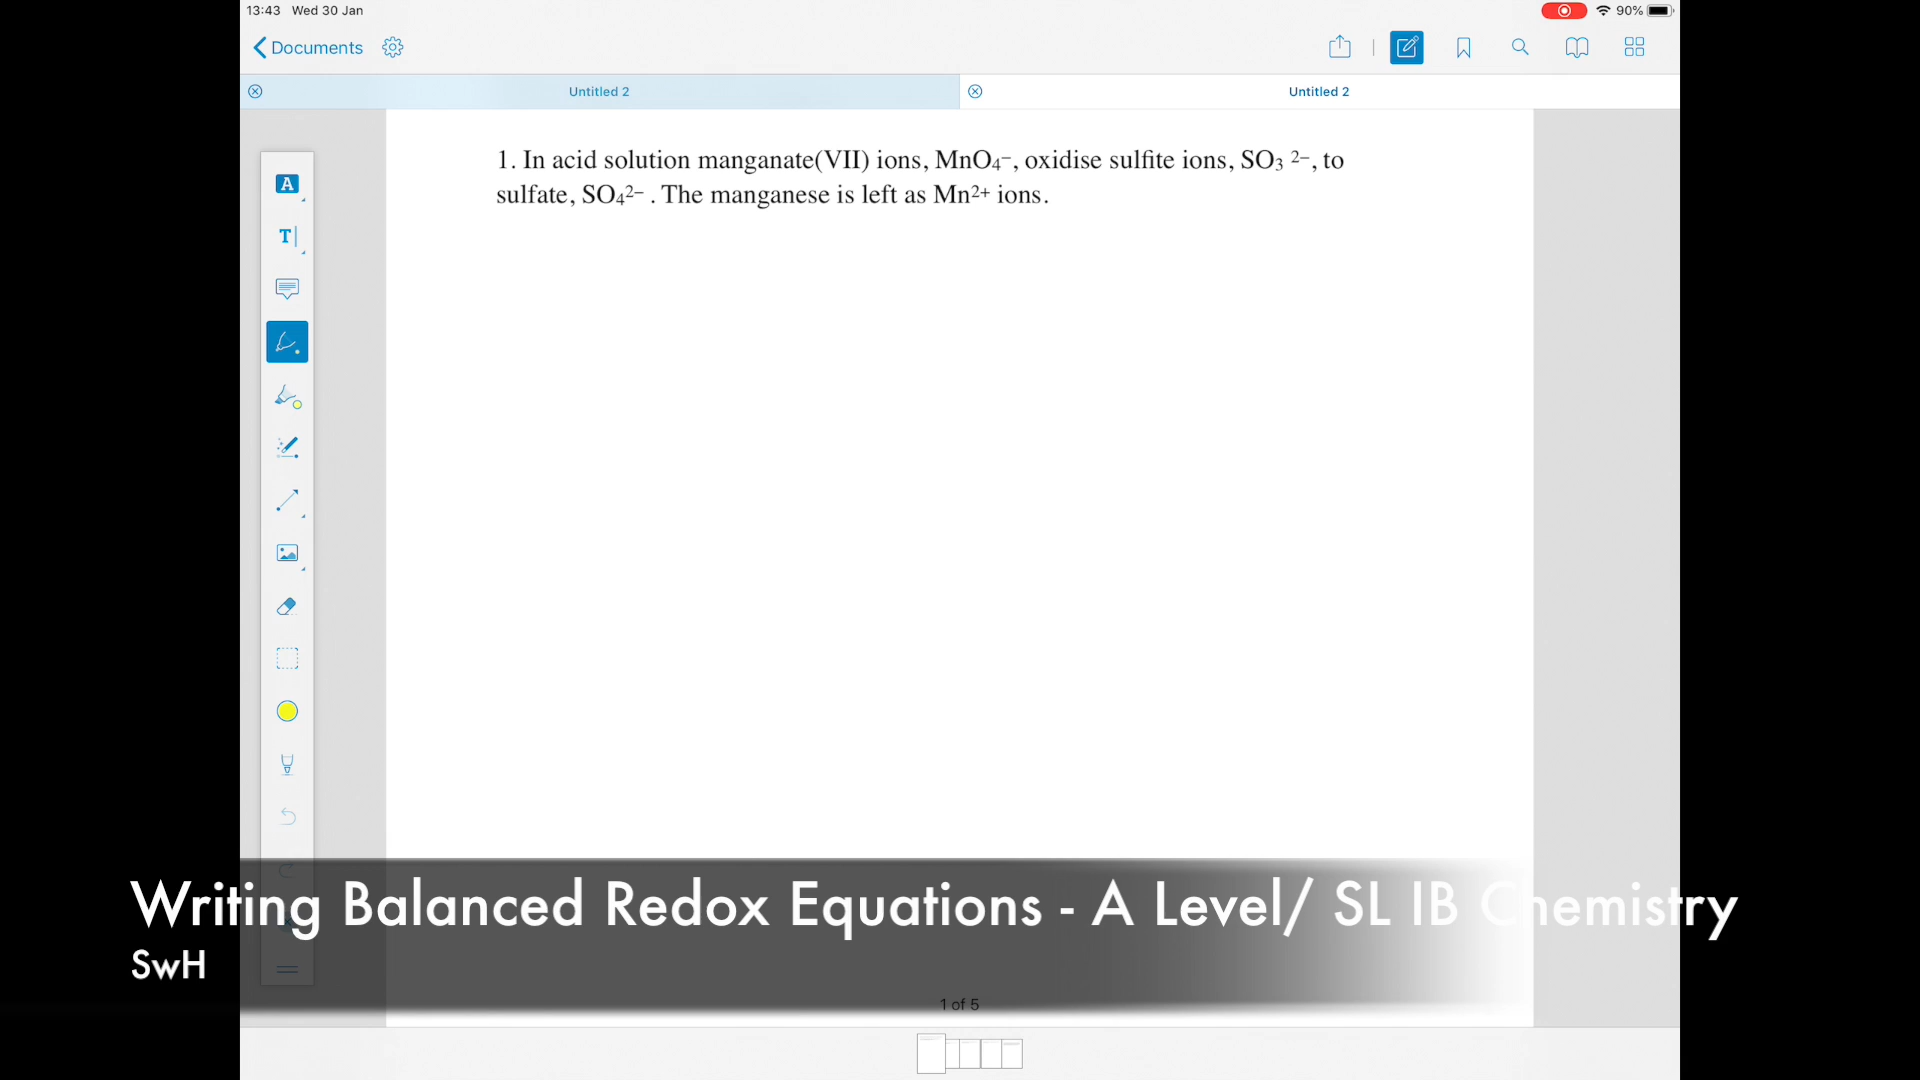 13:43 Wed 30 Jan
90%
Documents
Untitled 2
Untitled 2
A
T
1. In acid solution manganate(VII) ions, MnO₄⁻, oxidise sulfite ions, SO₃ ²⁻, to
sulfate, SO₄²⁻ . The manganese is left as Mn²⁺ ions.
Writing Balanced Redox Equations - A Level/ SL IB Chemistry
SwH
1 of 5